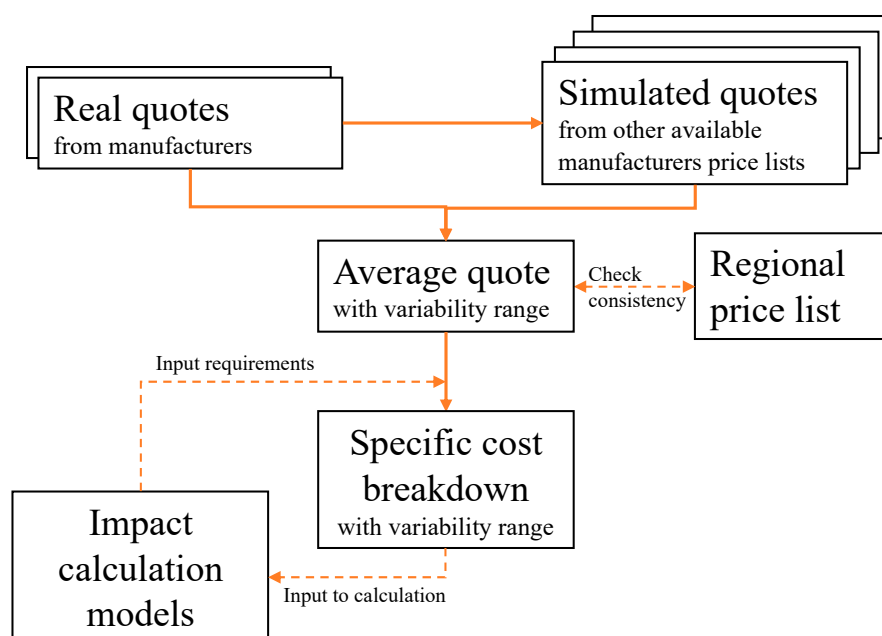 Real quotes
from manufacturers
Simulated quotes
from other available
manufacturers price lists
Average quote
with variability range
Check
consistency
Regional
price list
Input requirements
Specific cost
breakdown
with variability range
Impact
calculation
models
Input to calculation